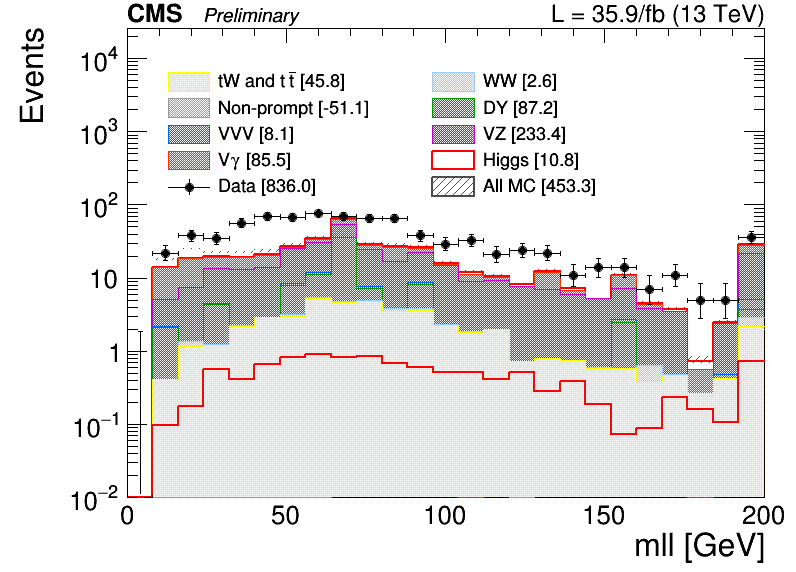 CMS Preliminary L = 35.9/fb (13 TeV)
Events
10⁴
10³
10²
10
1
10⁻¹
10⁻²
tW and tt̄ [45.8] WW [2.6]
Non-prompt [-51.1] DY [87.2]
VVV [8.1] VZ [233.4]
Vγ [85.5] Higgs [10.8]
Data [836.0] All MC [453.3]
0 50 100 150 200
mll [GeV]